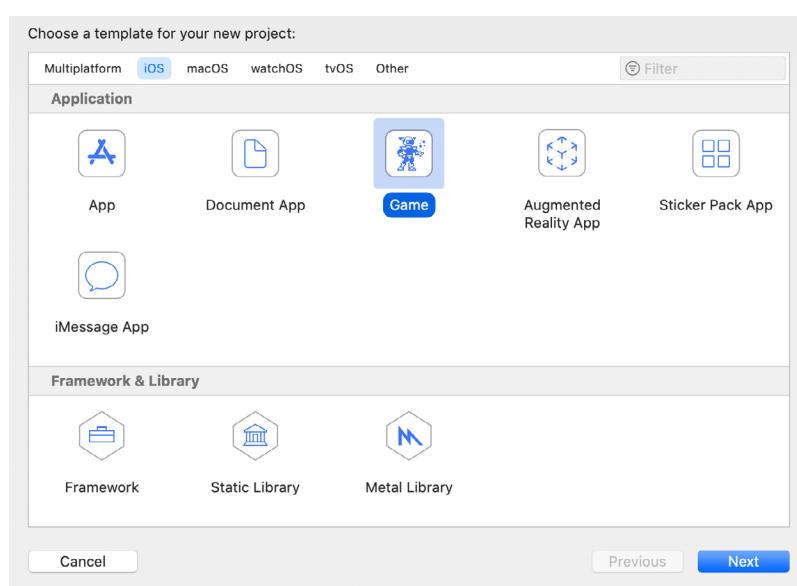 Choose a template for your new project:
Multiplatform iOS macOS watchOS tvOS Other Filter
Application
App Document App Game Augmented Reality App Sticker Pack App
iMessage App
Framework & Library
Framework Static Library Metal Library
Cancel Previous Next